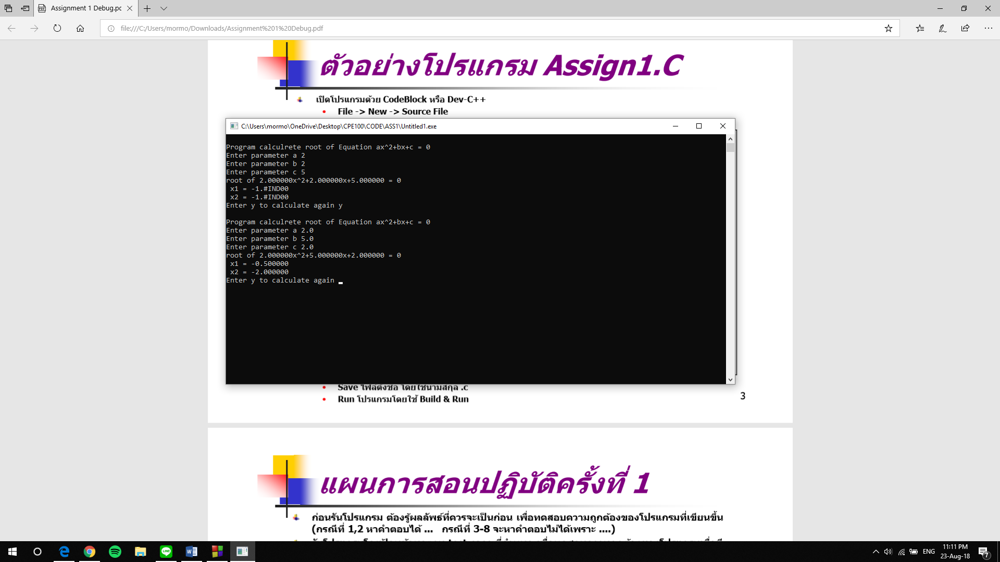 Assignment 1 Debug.pc
file:///C:/Users/mormo/Downloads/Assignment%201%20Debug.pdf
ตัวอย่างโปรแกรม Assign1.C
เปิดโปรแกรมด้วย CodeBlock หรือ Dev-C++
File -> New -> Source File
C:\Users\mormo\OneDrive\Desktop\CPE100\CODE\ASS1\Untitled1.exe
Program calculrete root of Equation ax^2+bx+c = 0
Enter parameter a 2
Enter parameter b 2
Enter parameter c 5
root of 2.000000x^2+2.000000x+5.000000 = 0
x1 = -1.#IND00
x2 = -1.#IND00
Enter y to calculate again y
Program calculrete root of Equation ax^2+bx+c = 0
Enter parameter a 2.0
Enter parameter b 5.0
Enter parameter c 2.0
root of 2.000000x^2+5.000000x+2.000000 = 0
x1 = -0.500000
x2 = -2.000000
Enter y to calculate again
Save ไฟล์ตั้งชื่อ โดยใช้นามสกุล .c
Run โปรแกรมโดยใช้ Build & Run
3
แผนการสอนปฏิบัติครั้งที่ 1
ก่อนรันโปรแกรม ต้องรู้ผลลัพธ์ที่ควรจะเป็นก่อน เพื่อทดสอบความถูกต้องของโปรแกรมที่เขียนขึ้น
(กรณีที่ 1,2 หาคำตอบได้ ... กรณีที่ 3-8 จะหาคำตอบไม่ได้เพราะ ....)
ENG
11:11 PM
23-Aug-18
7